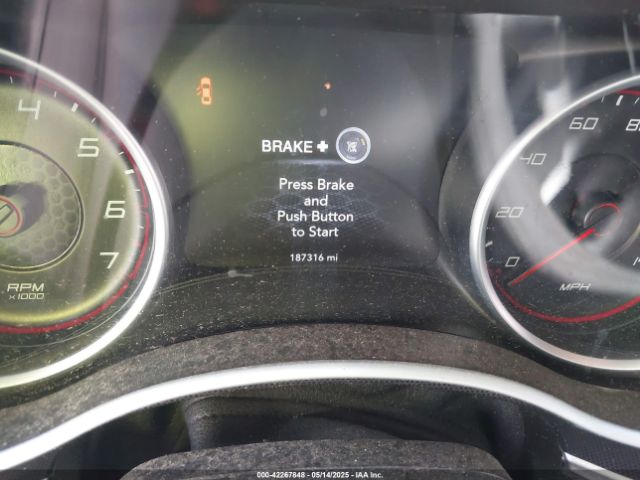 4
5
6
7
RPM
x1000
BRAKE +
Press Brake
and
Push Button
to Start
187316 mi
0
20
40
60
MPH
000-42267848 - 05/14/2025 - IAA Inc.